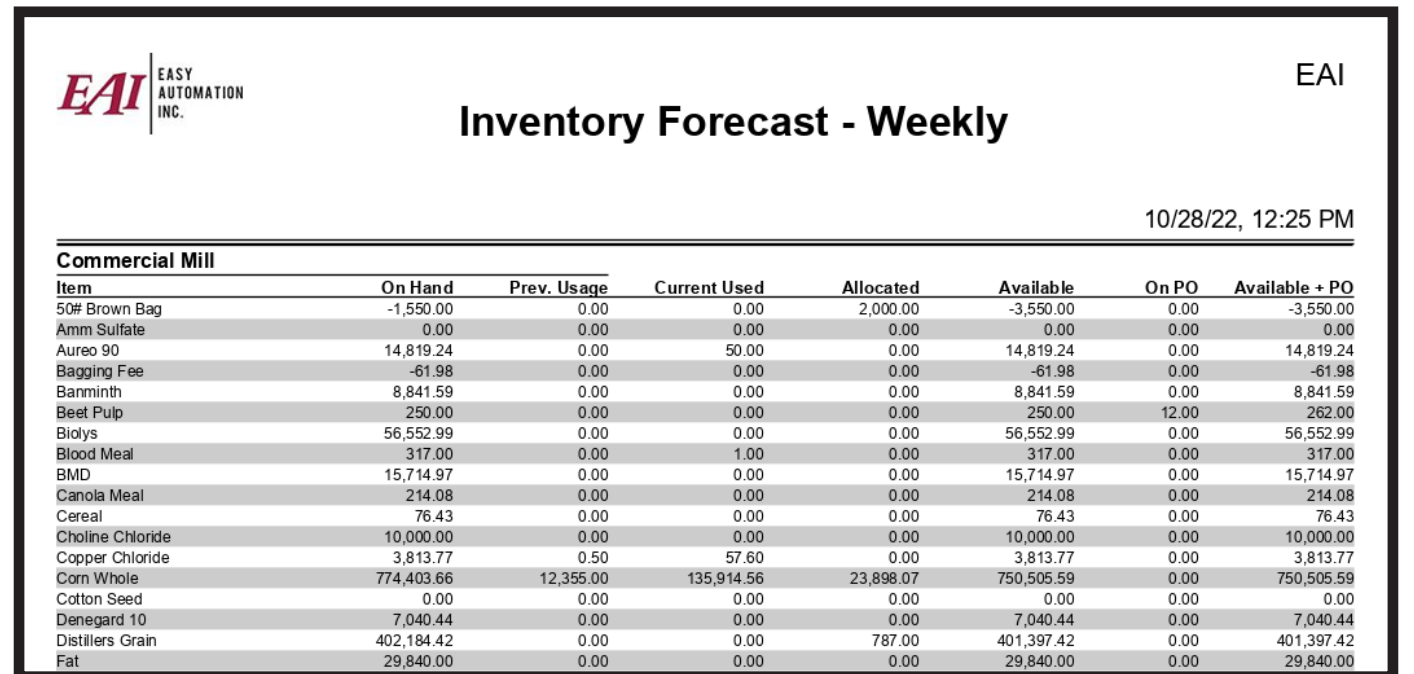 EAI
EASY
AUTOMATION
INC.
EAI
Inventory Forecast - Weekly
10/28/22, 12:25 PM
Commercial Mill
Item On Hand Prev. Usage Current Used Allocated Available On PO Available + PO
50# Brown Bag -1,550.00 0.00 0.00 2,000.00 -3,550.00 0.00 -3,550.00
Amm Sulfate 0.00 0.00 0.00 0.00 0.00 0.00 0.00
Aureo 90 14,819.24 0.00 50.00 0.00 14,819.24 0.00 14,819.24
Bagging Fee -61.98 0.00 0.00 0.00 -61.98 0.00 -61.98
Banminth 8,841.59 0.00 0.00 0.00 8,841.59 0.00 8,841.59
Beet Pulp 250.00 0.00 0.00 0.00 250.00 12.00 262.00
Biolys 56,552.99 0.00 0.00 0.00 56,552.99 0.00 56,552.99
Blood Meal 317.00 0.00 1.00 0.00 317.00 0.00 317.00
BMD 15,714.97 0.00 0.00 0.00 15,714.97 0.00 15,714.97
Canola Meal 214.08 0.00 0.00 0.00 214.08 0.00 214.08
Cereal 76.43 0.00 0.00 0.00 76.43 0.00 76.43
Choline Chloride 10,000.00 0.00 0.00 0.00 10,000.00 0.00 10,000.00
Copper Chloride 3,813.77 0.50 57.60 0.00 3,813.77 0.00 3,813.77
Corn Whole 774,403.66 12,355.00 135,914.56 23,898.07 750,505.59 0.00 750,505.59
Cotton Seed 0.00 0.00 0.00 0.00 0.00 0.00 0.00
Denegard 10 7,040.44 0.00 0.00 0.00 7,040.44 0.00 7,040.44
Distillers Grain 402,184.42 0.00 0.00 787.00 401,397.42 0.00 401,397.42
Fat 29,840.00 0.00 0.00 0.00 29,840.00 0.00 29,840.00